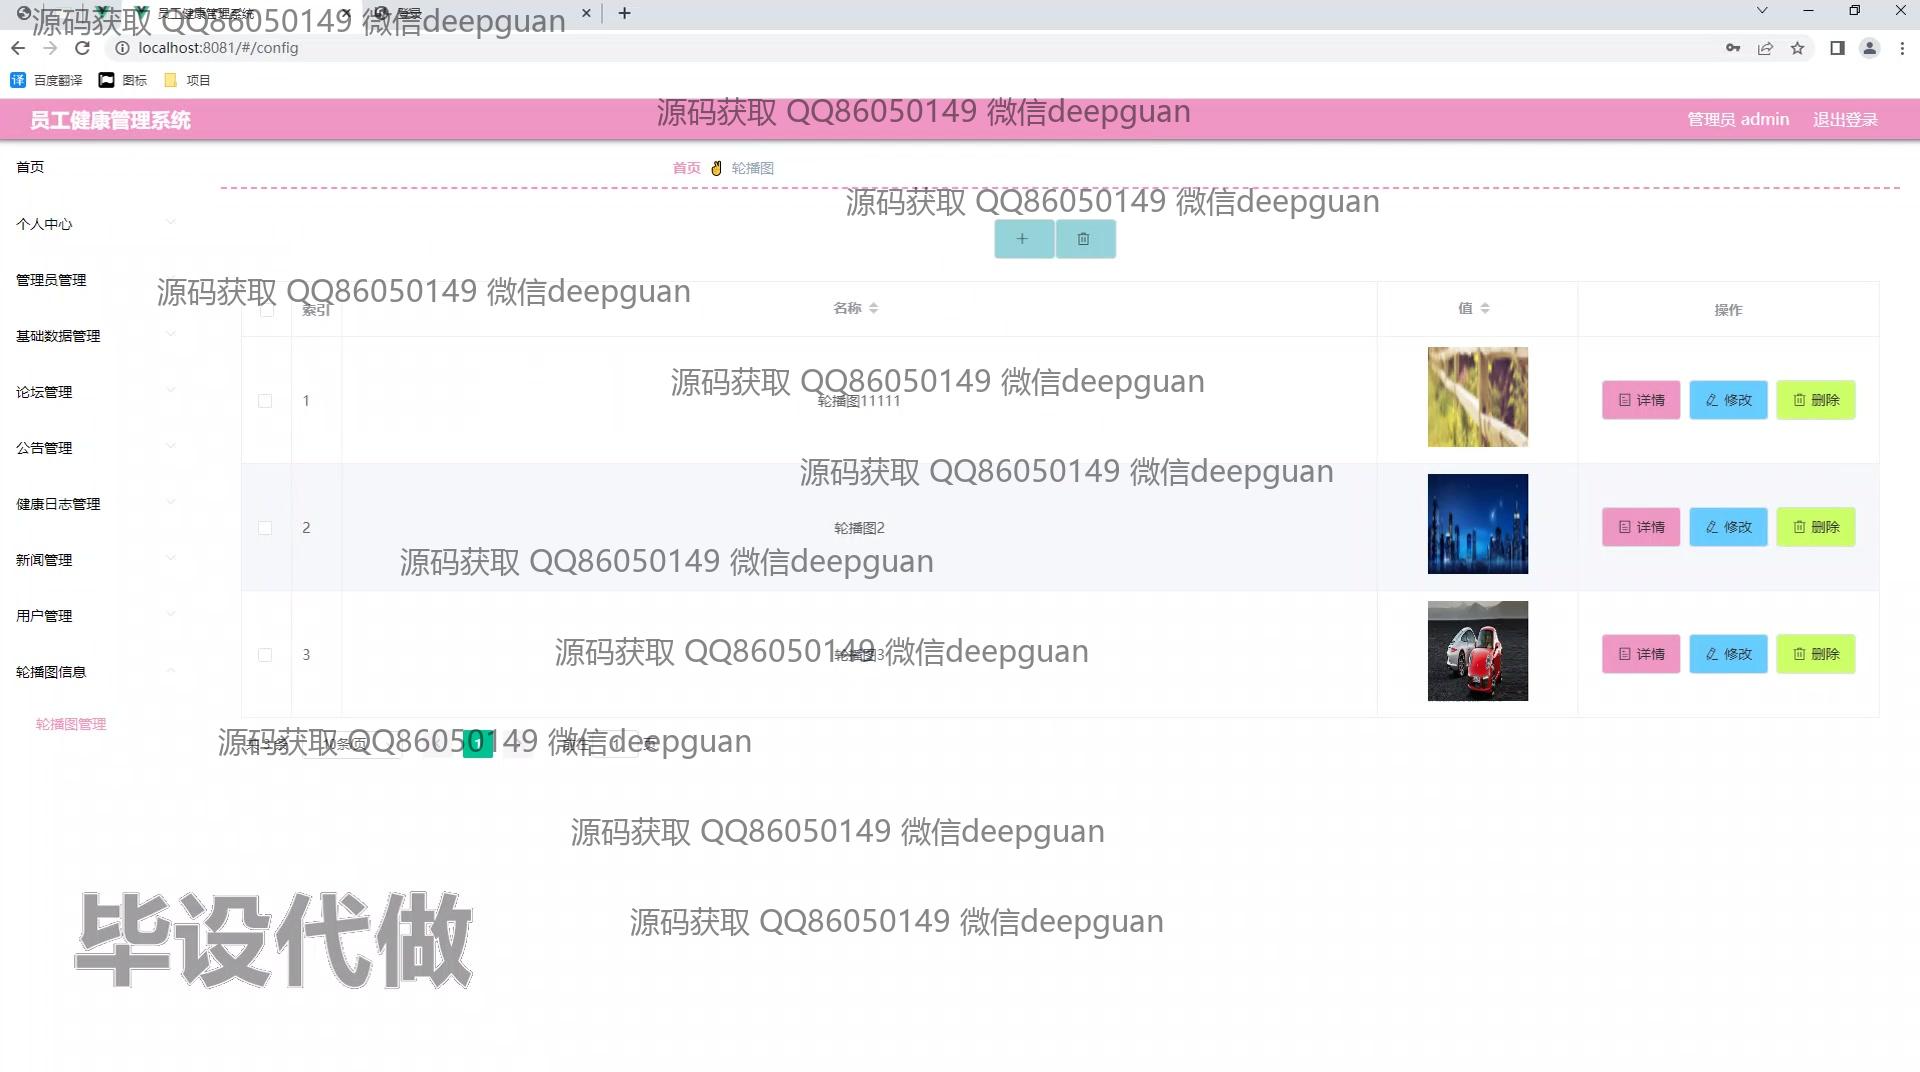 员工健康管理系统
登录
源码获取 QQ86050149 微信deepguan
localhost:8081/#/config
百度翻译
图标
项目
员工健康管理系统
源码获取 QQ86050149 微信deepguan
管理员 admin
退出登录
首页
首页
轮播图
源码获取 QQ86050149 微信deepguan
个人中心
管理员管理
源码获取 QQ86050149 微信deepguan
索引
名称
值
操作
基础数据管理
源码获取 QQ86050149 微信deepguan
论坛管理
1
轮播图11111
详情
修改
删除
公告管理
源码获取 QQ86050149 微信deepguan
健康日志管理
2
轮播图2
详情
修改
删除
新闻管理
源码获取 QQ86050149 微信deepguan
用户管理
源码获取 QQ86050149 微信deepguan
3
轮播图3
详情
修改
删除
轮播图信息
轮播图管理
源码获取 QQ86050149 微信deepguan
共 3 条
10条/页
1
前往
1
页
源码获取 QQ86050149 微信deepguan
源码获取 QQ86050149 微信deepguan
毕设代做